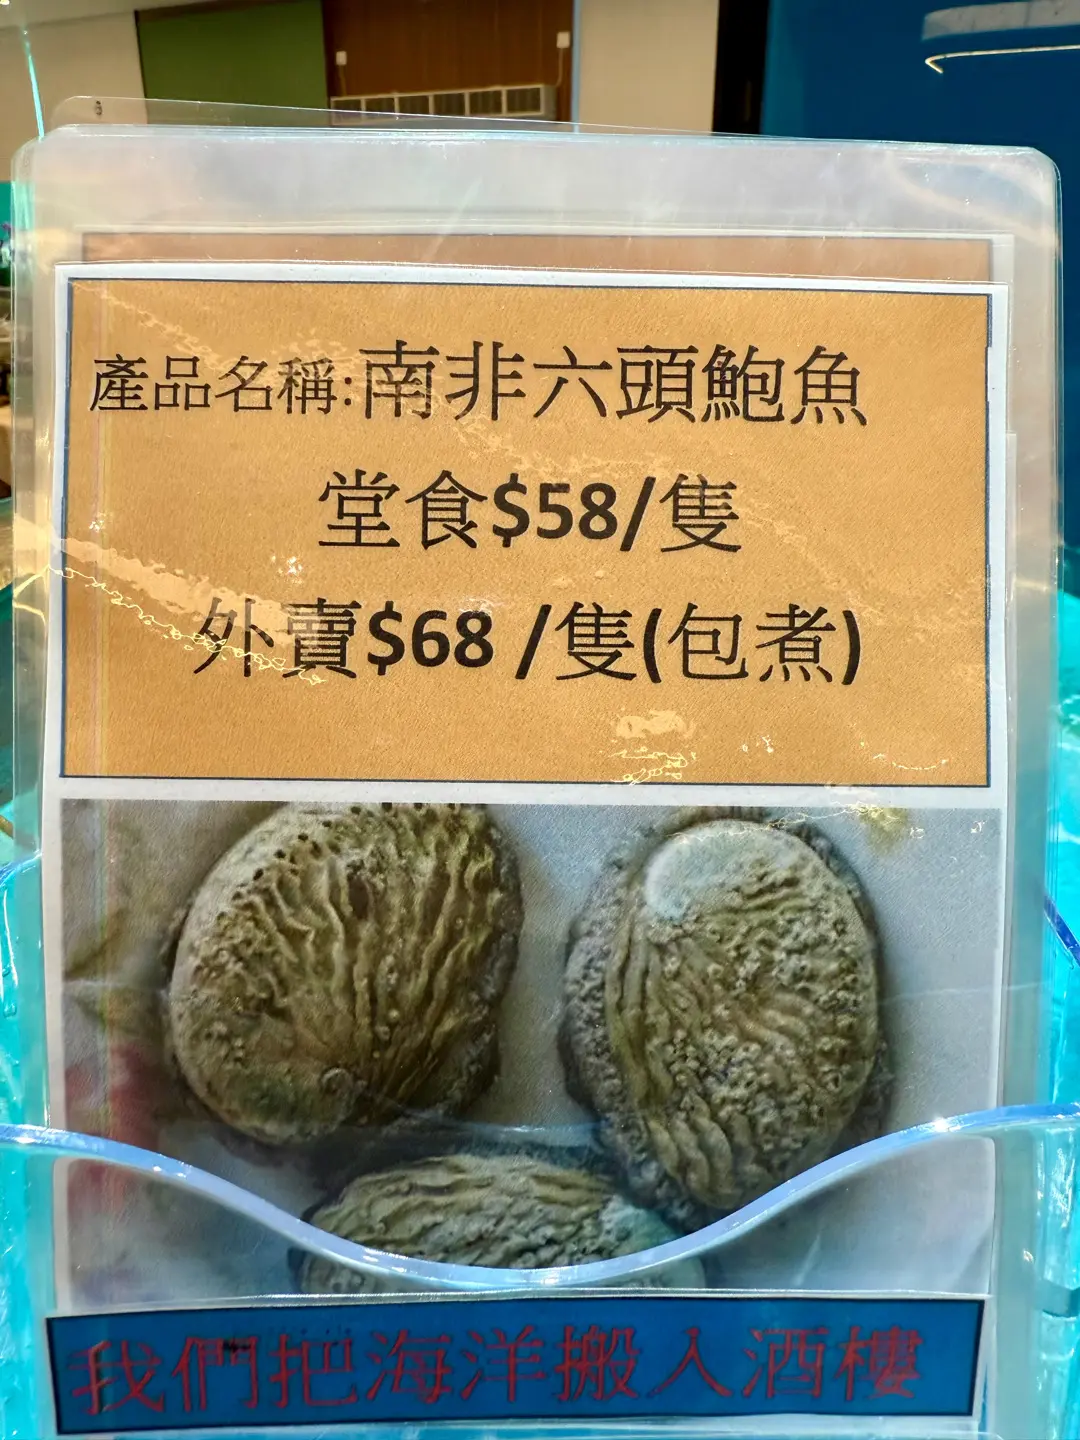 產品名稱:南非六頭鮑魚
堂食$58/隻
外賣$68 /隻(包煮)
我們把海洋搬入酒樓